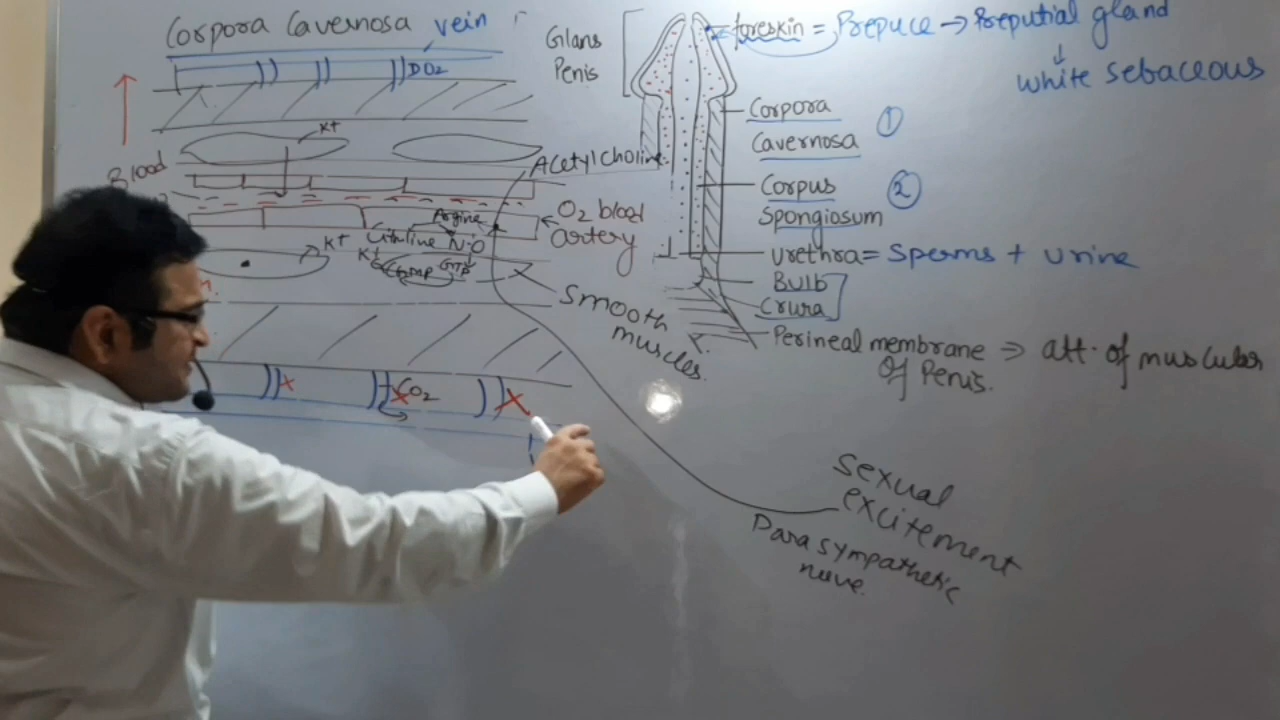 Corpora Cavernosa vein
DO2
K+
Blood
Acetylcholine
O2 blood
artery
Argine
Citruline N.O
K+
K+
GTP
Smooth
muscles.
CO2
Glans
Penis
foreskin = Prepuce → Preputial gland
↓
white sebaceous
Corpora
Cavernosa
1
Corpus
Spongiosum
2
urethra = Sperms + urine
Bulb
Crura
Perineal membrane ⇒ att. of muscular
of Penis.
sexual
excitement
Parasympathetic
nerve.